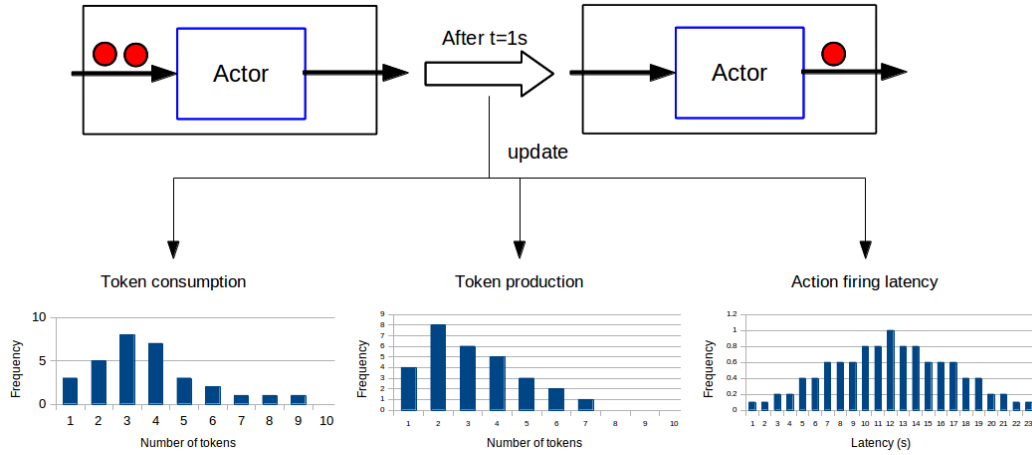 Actor
After t=1s
Actor
update
Token consumption
Token production
Action firing latency
Frequency
10
5
0
1 2 3 4 5 6 7 8 9 10
Number of tokens
Frequency
9
8
7
6
5
4
3
2
1
0
1 2 3 4 5 6 7 8 9 10
Number of tokens
Frequency
1.2
1
0.8
0.6
0.4
0.2
0
1 2 3 4 5 6 7 8 9 10 11 12 13 14 15 16 17 18 19 20 21 22 23
Latency (s)